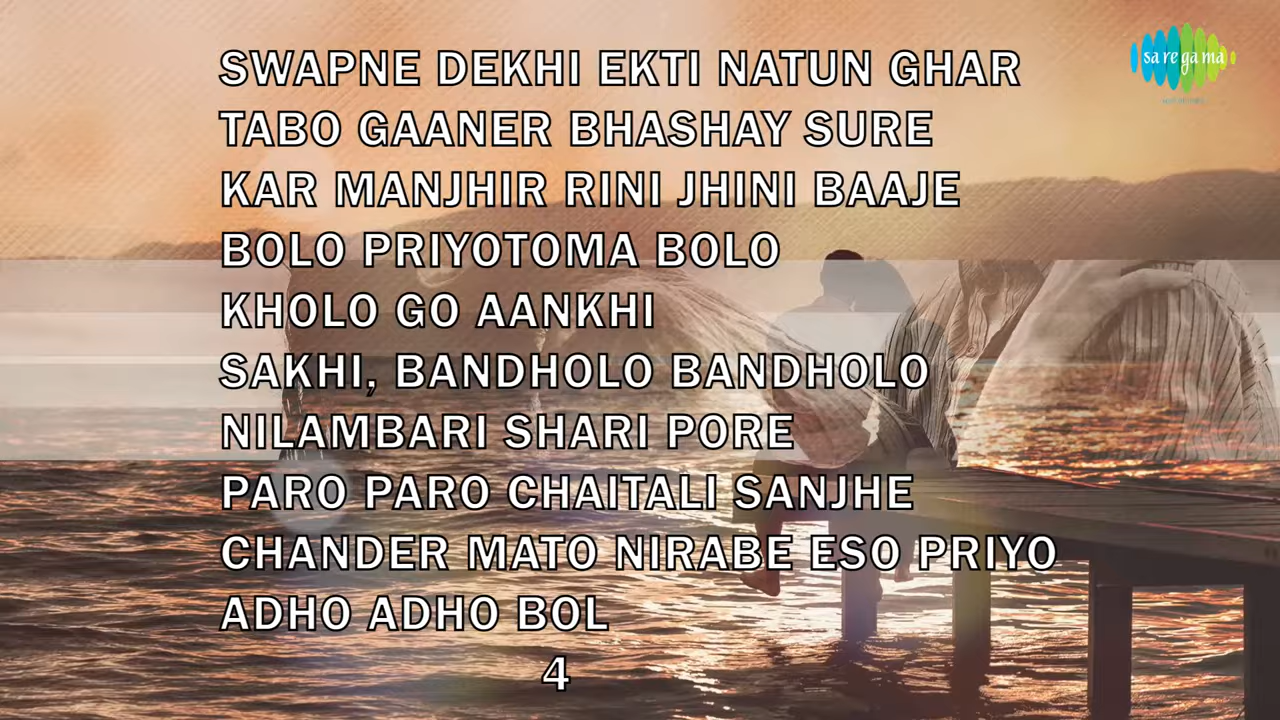 saregama
SWAPNE DEKHI EKTI NATUN GHAR
TABO GAANER BHASHAY SURE
KAR MANJHIR RINI JHINI BAAJE
BOLO PRIYOTOMA BOLO
KHOLO GO AANKHI
SAKHI, BANDHOLO BANDHOLO
NILAMBARI SHARI PORE
PARO PARO CHAITALI SANJHE
CHANDER MATO NIRABE ESO PRIYO
ADHO ADHO BOL
4